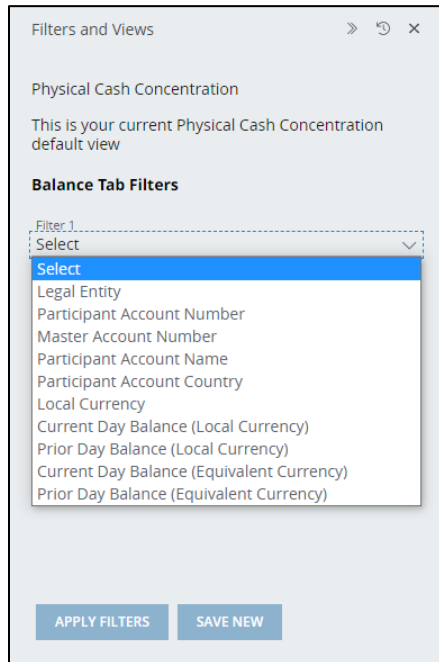 Filters and Views
Physical Cash Concentration
This is your current Physical Cash Concentration
default view
Balance Tab Filters
Filter 1
Select
Select
Legal Entity
Participant Account Number
Master Account Number
Participant Account Name
Participant Account Country
Local Currency
Current Day Balance (Local Currency)
Prior Day Balance (Local Currency)
Current Day Balance (Equivalent Currency)
Prior Day Balance (Equivalent Currency)
APPLY FILTERS
SAVE NEW